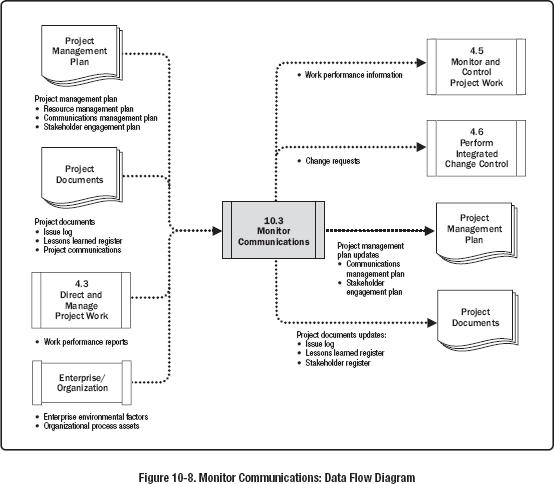 Project
Management
Plan
Project management plan
• Resource management plan
• Communications management plan
• Stakeholder engagement plan
Project
Documents
Project documents
• Issue log
• Lessons learned register
• Project communications
4.3
Direct and
Manage
Project Work
• Work performance reports
Enterprise/
Organization
• Enterprise environmental factors
• Organizational process assets
10.3
Monitor
Communications
• Work performance information
4.5
Monitor and
Control
Project Work
• Change requests
4.6
Perform
Integrated
Change Control
Project management
plan updates
• Communications
management plan
• Stakeholder
engagement plan
Project
Management
Plan
Project documents updates:
• Issue log
• Lessons learned register
• Stakeholder register
Project
Documents
Figure 10-8. Monitor Communications: Data Flow Diagram